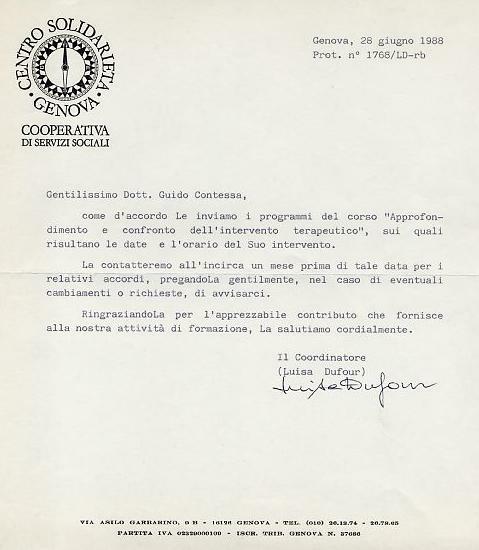 CENTRO SOLIDARIETA
· GENOVA ·
COOPERATIVA
DI SERVIZI SOCIALI
Genova, 28 giugno 1988
Prot. n° 1768/LD-rb
Gentilissimo Dott. Guido Contessa,
come d'accordo Le inviamo i programmi del corso "Approfon-
dimento e confronto dell'intervento terapeutico", sui quali
risultano le date e l'orario del Suo intervento.
La contatteremo all'incirca un mese prima di tale data per i
relativi accordi, pregandoLa gentilmente, nel caso di eventuali
cambiamenti o richieste, di avvisarci.
RingraziandoLa per l'apprezzabile contributo che fornisce
alla nostra attività di formazione, La salutiamo cordialmente.
Il Coordinatore
(Luisa Dufour)
Luisa Dufour
VIA ASILO GARBARINO, 6 B - 16126 GENOVA - TEL. (010) 26.12.74 - 20.79.05
PARTITA IVA 02329000100 - ISCR. TRIB. GENOVA N. 37686